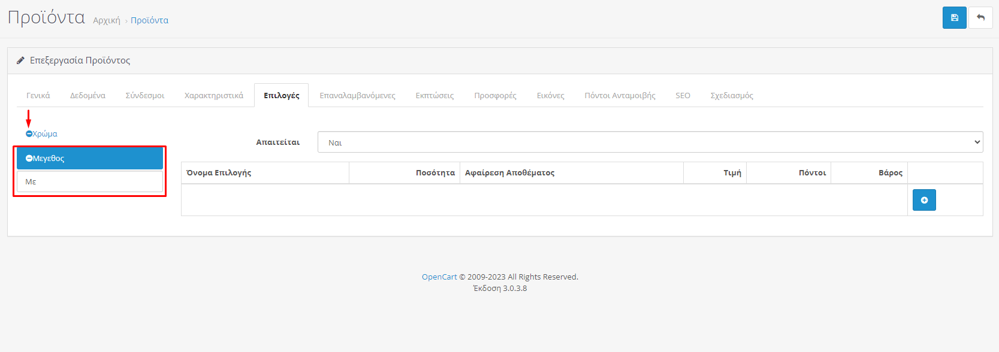 Προϊόντα Αρχική › Προϊόντα
Επεξεργασία Προϊόντος
Γενικά Δεδομένα Σύνδεσμοι Χαρακτηριστικά Επιλογές Επαναλαμβανόμενες Εκπτώσεις Προσφορές Εικόνες Πόντοι Ανταμοιβής SEO Σχεδιασμός
Χρώμα
Μεγεθος
Με
Απαιτείται Ναι
Όνομα Επιλογής Ποσότητα Αφαίρεση Αποθέματος Τιμή Πόντοι Βάρος
OpenCart © 2009-2023 All Rights Reserved.
Έκδοση 3.0.3.8